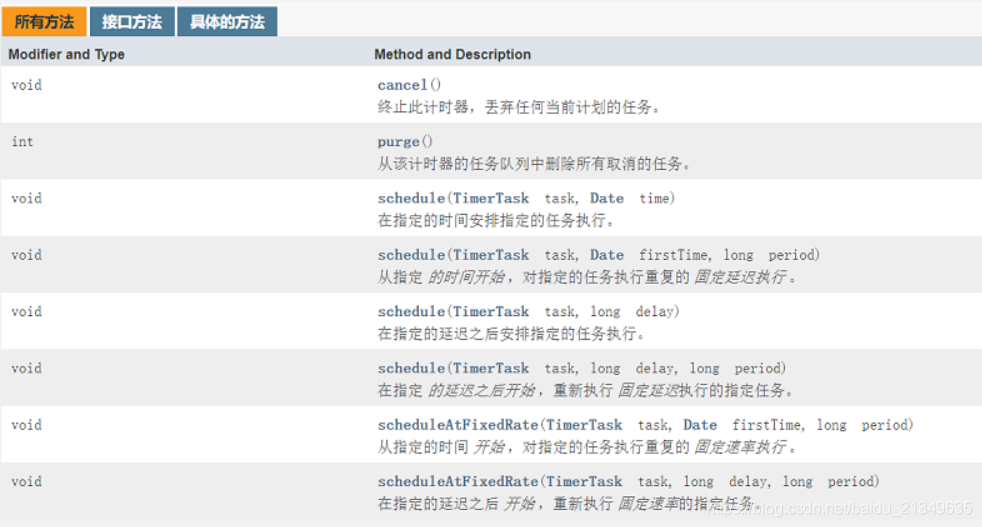 所有方法 接口方法 具体的方法
Modifier and Type Method and Description
void cancel()
终止此计时器，丢弃任何当前计划的任务。
int purge()
从该计时器的任务队列中删除所有取消的任务。
void schedule(TimerTask task, Date time)
在指定的时间安排指定的任务执行。
void schedule(TimerTask task, Date firstTime, long period)
从指定 的时间开始，对指定的任务执行重复的 固定延迟执行 。
void schedule(TimerTask task, long delay)
在指定的延迟之后安排指定的任务执行。
void schedule(TimerTask task, long delay, long period)
在指定 的延迟之后开始，重新执行 固定延迟执行的指定任务。
void scheduleAtFixedRate(TimerTask task, Date firstTime, long period)
从指定的时间 开始，对指定的任务执行重复的 固定速率执行 。
void scheduleAtFixedRate(TimerTask task, long delay, long period)
在指定的延迟之后 开始，重新执行 固定速率的指定任务。
https://blog.csdn.net/baidu_21349635